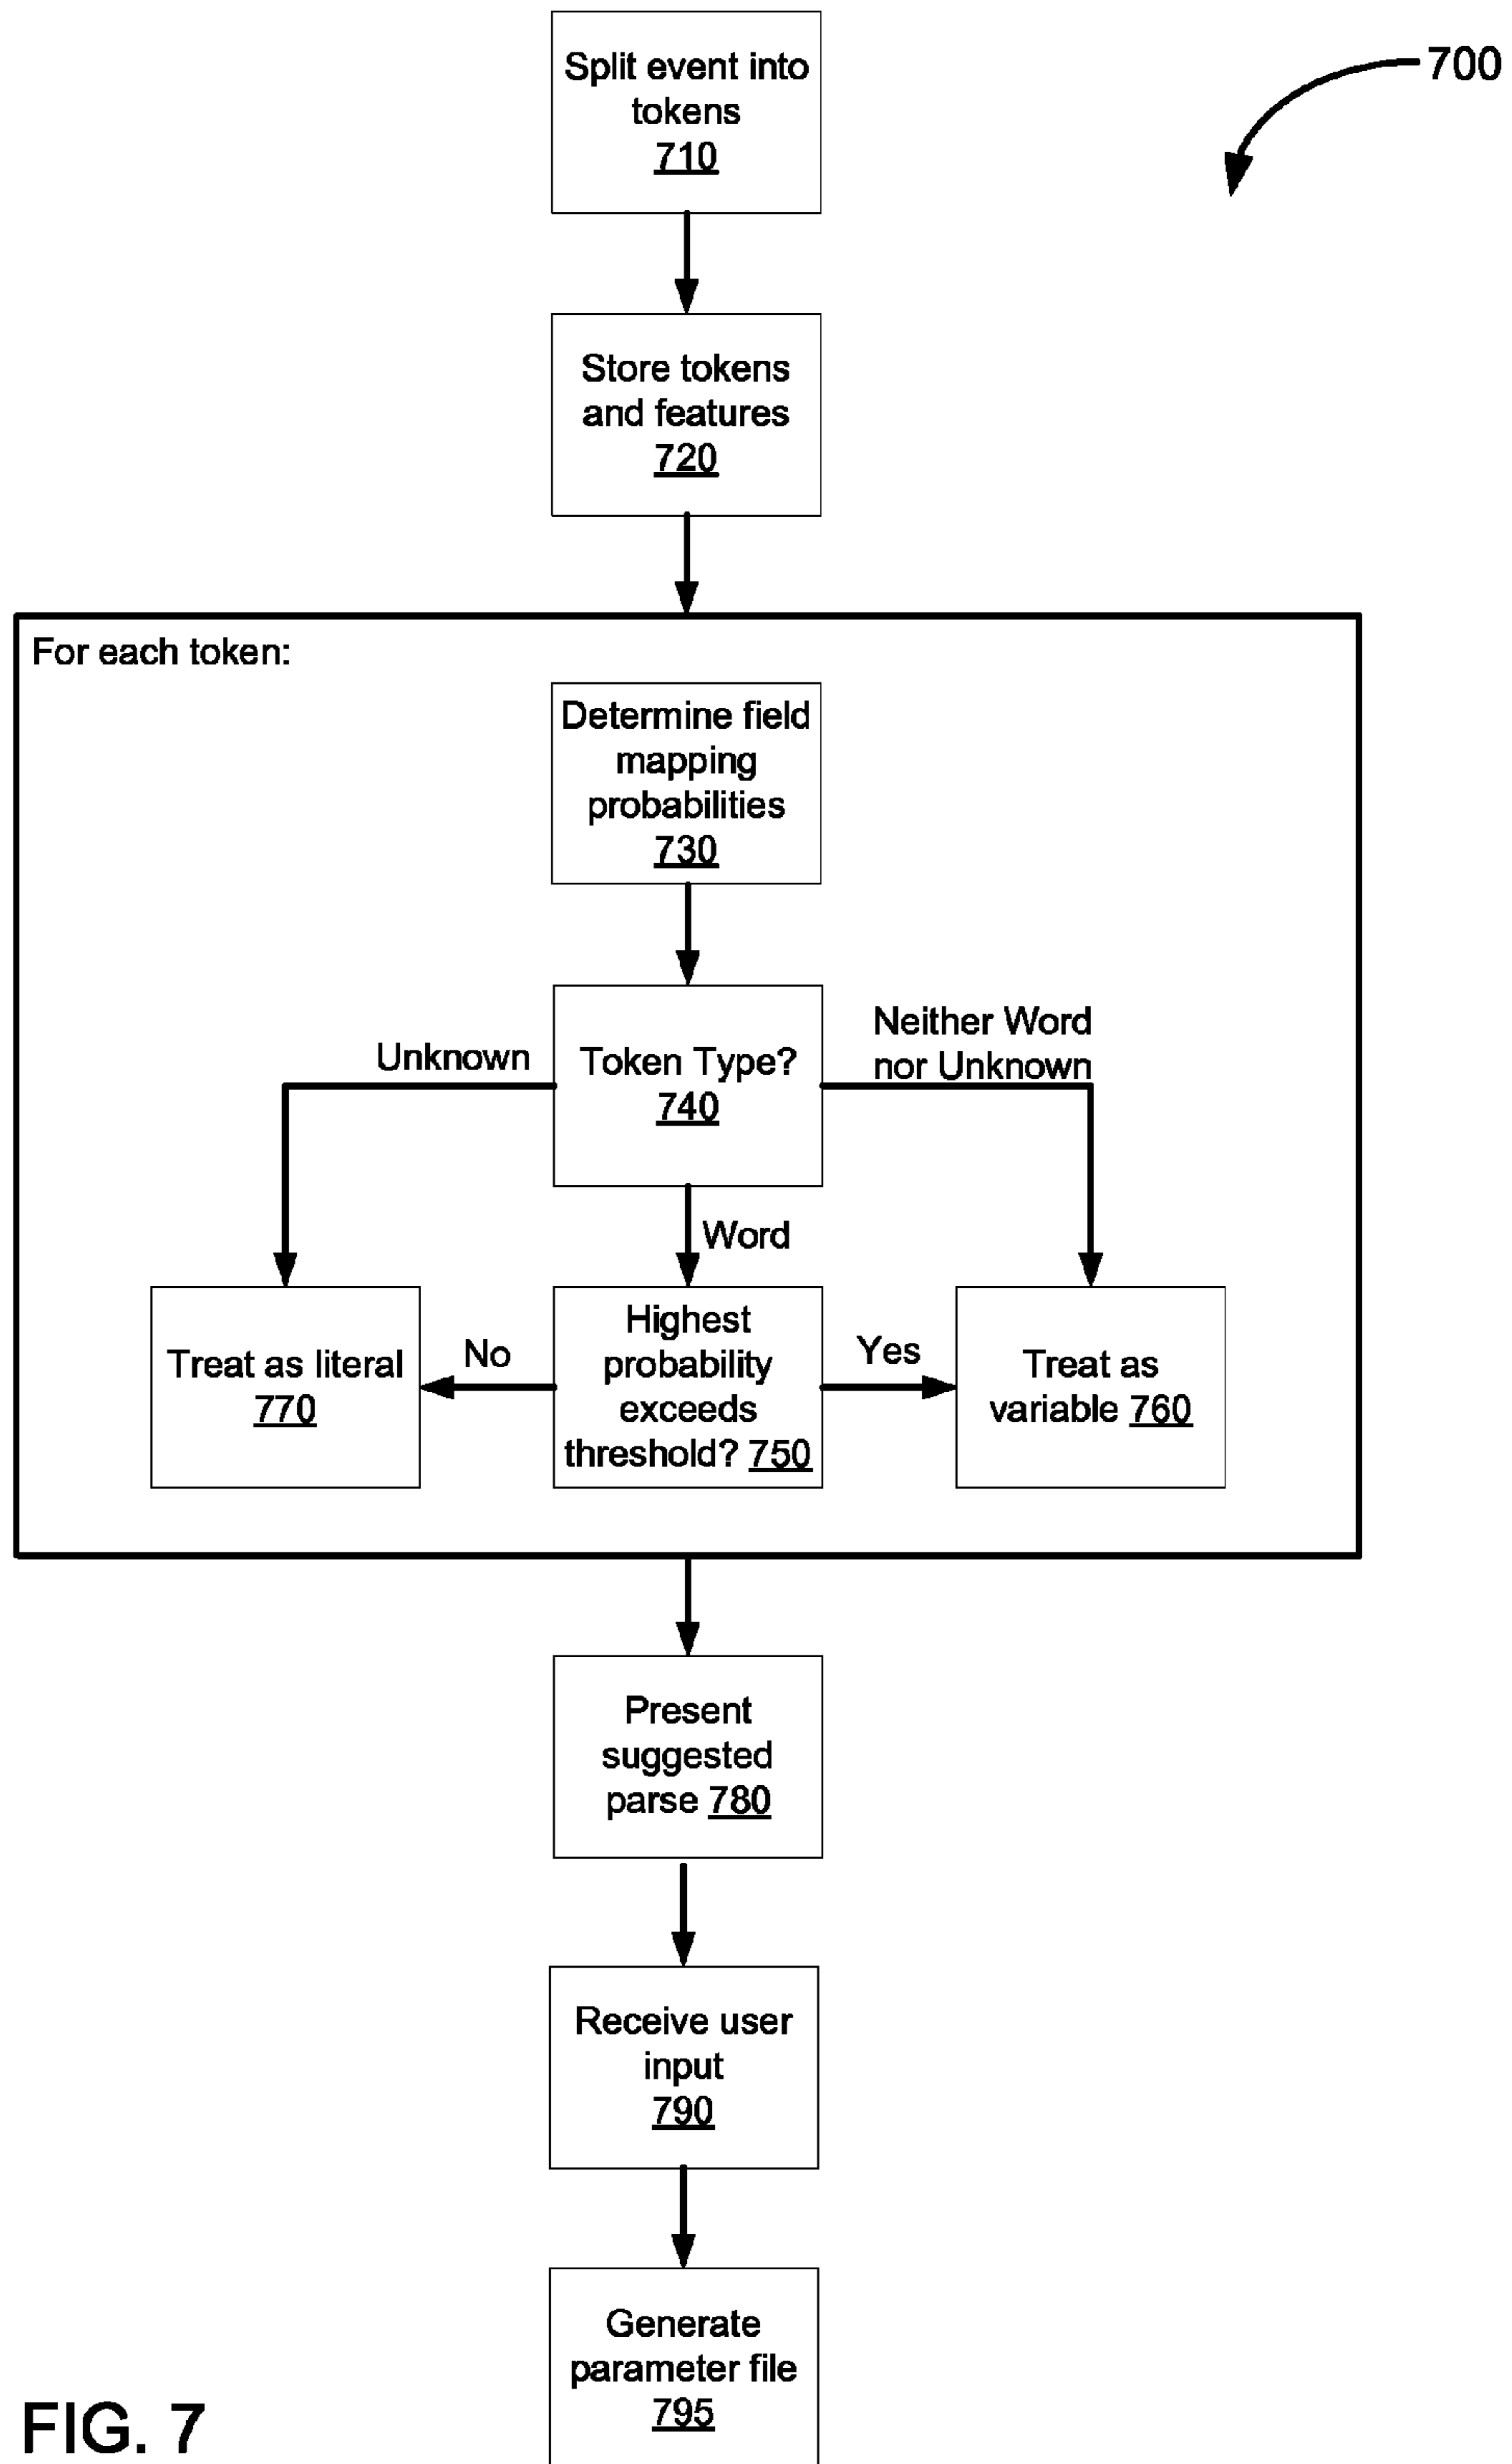 Split event into
tokens
710
700
Store tokens
and features
720
For each token:
Determine field
mapping
probabilities
730
Unknown
Token Type?
740
Neither Word
nor Unknown
Word
Treat as literal
770
No
Highest
probability
exceeds
threshold? 750
Yes
Treat as
variable 760
Present
suggested
parse 780
Receive user
input
790
Generate
parameter file
795
FIG. 7